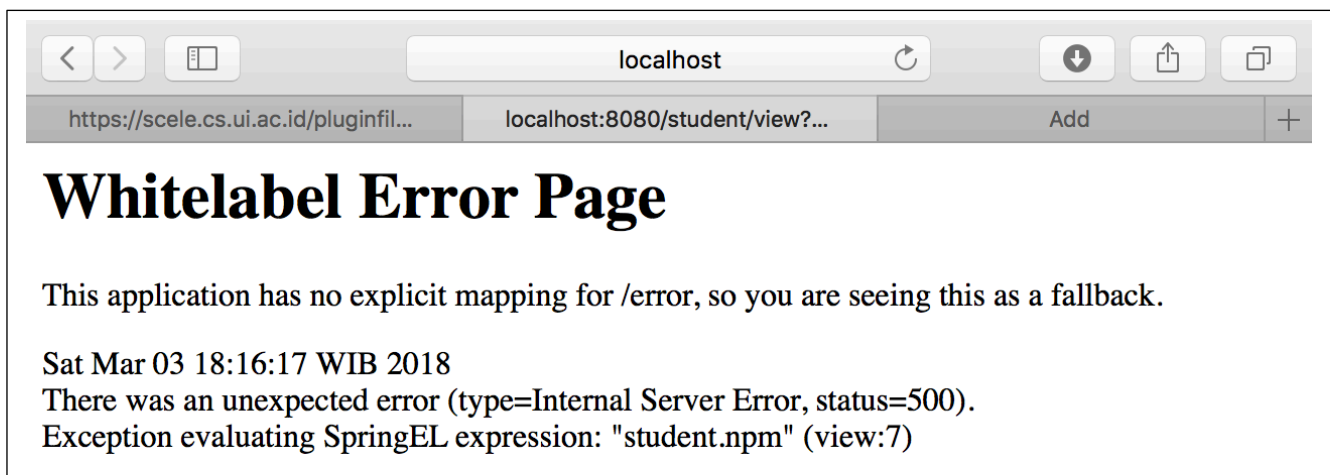 localhost
https://scele.cs.ui.ac.id/pluginfil...
localhost:8080/student/view?...
Add
Whitelabel Error Page
This application has no explicit mapping for /error, so you are seeing this as a fallback.
Sat Mar 03 18:16:17 WIB 2018
There was an unexpected error (type=Internal Server Error, status=500).
Exception evaluating SpringEL expression: "student.npm" (view:7)